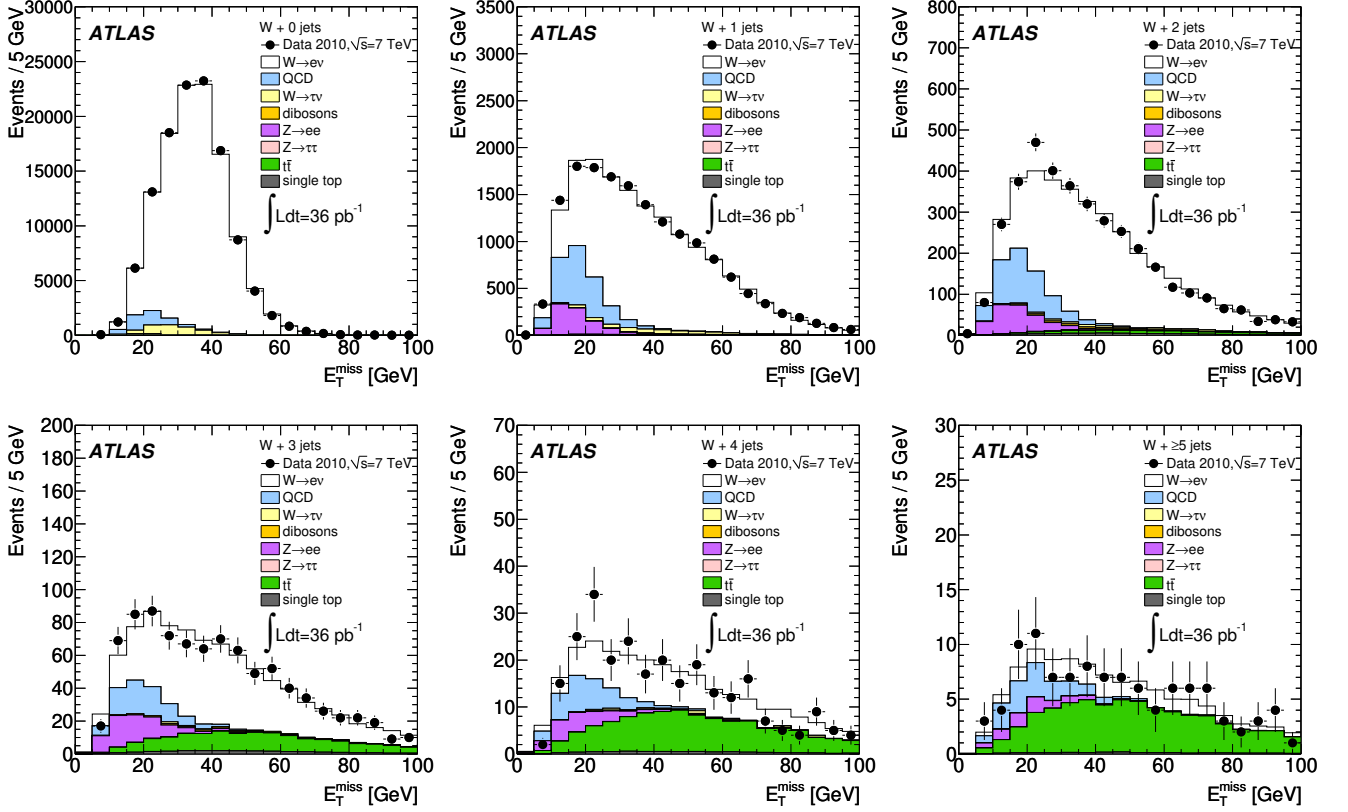 Events / 5 GeV
30000
25000
20000
15000
10000
5000
0
ATLAS
W + 0 jets
Data 2010,√s=7 TeV
W→eν
QCD
W→τν
dibosons
Z→ee
Z→ττ
tt̄
single top
∫Ldt=36 pb⁻¹
0 20 40 60 80 100
E_T^miss [GeV]
Events / 5 GeV
3500
3000
2500
2000
1500
1000
500
0
ATLAS
W + 1 jets
Data 2010,√s=7 TeV
W→eν
QCD
W→τν
dibosons
Z→ee
Z→ττ
tt̄
single top
∫Ldt=36 pb⁻¹
0 20 40 60 80 100
E_T^miss [GeV]
Events / 5 GeV
800
700
600
500
400
300
200
100
0
ATLAS
W + 2 jets
Data 2010,√s=7 TeV
W→eν
QCD
W→τν
dibosons
Z→ee
Z→ττ
tt̄
single top
∫Ldt=36 pb⁻¹
0 20 40 60 80 100
E_T^miss [GeV]
Events / 5 GeV
200
180
160
140
120
100
80
60
40
20
0
ATLAS
W + 3 jets
Data 2010,√s=7 TeV
W→eν
QCD
W→τν
dibosons
Z→ee
Z→ττ
tt̄
single top
∫Ldt=36 pb⁻¹
0 20 40 60 80 100
E_T^miss [GeV]
Events / 5 GeV
70
60
50
40
30
20
10
0
ATLAS
W + 4 jets
Data 2010,√s=7 TeV
W→eν
QCD
W→τν
dibosons
Z→ee
Z→ττ
tt̄
single top
∫Ldt=36 pb⁻¹
0 20 40 60 80 100
E_T^miss [GeV]
Events / 5 GeV
30
25
20
15
10
5
0
ATLAS
W + ≥5 jets
Data 2010,√s=7 TeV
W→eν
QCD
W→τν
dibosons
Z→ee
Z→ττ
tt̄
single top
∫Ldt=36 pb⁻¹
0 20 40 60 80 100
E_T^miss [GeV]